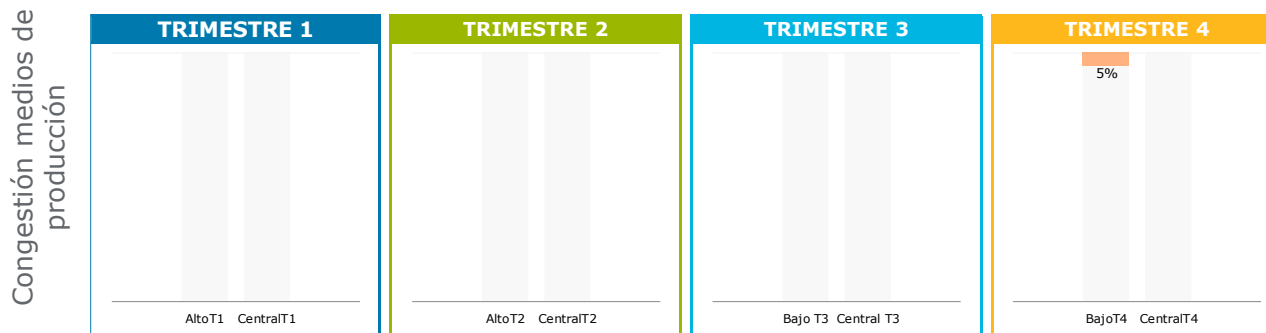 Congestión medios de
producción
TRIMESTRE 1
AltoT1 CentralT1
TRIMESTRE 2
AltoT2 CentralT2
TRIMESTRE 3
Bajo T3 Central T3
TRIMESTRE 4
5%
BajoT4 CentralT4